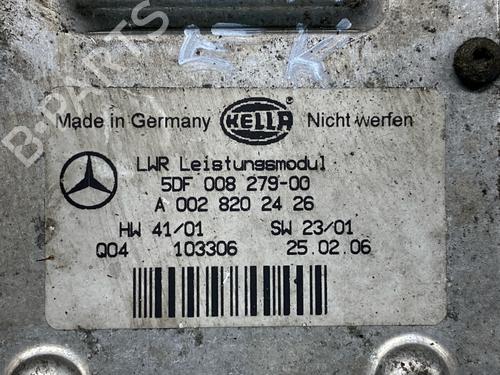 Made in Germany HELLA Nicht werfen
LWR Leistungsmodul
5DF 008 279-00
A 002 820 24 26
HW 41/01 SW 23/01
Q04 103306 25.02.06
B-PARTS